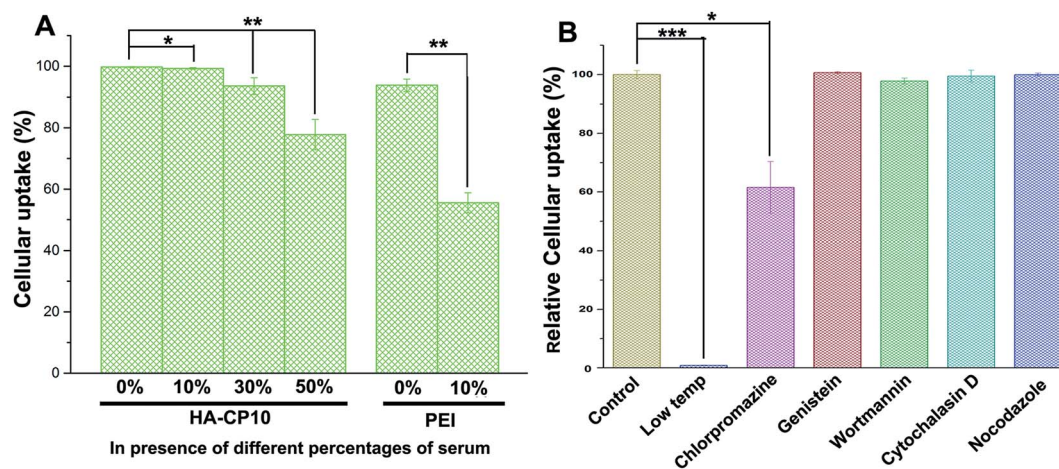 A
Cellular uptake (%)
100
80
60
40
20
0
*
**
**
0% 10% 30% 50% 0% 10%
HA-CP10 PEI
In presence of different percentages of serum
B
Relative Cellular uptake (%)
100
80
60
40
20
0
*
***
Control
Low temp
Chlorpromazine
Genistein
Wortmannin
Cytochalasin D
Nocodazole